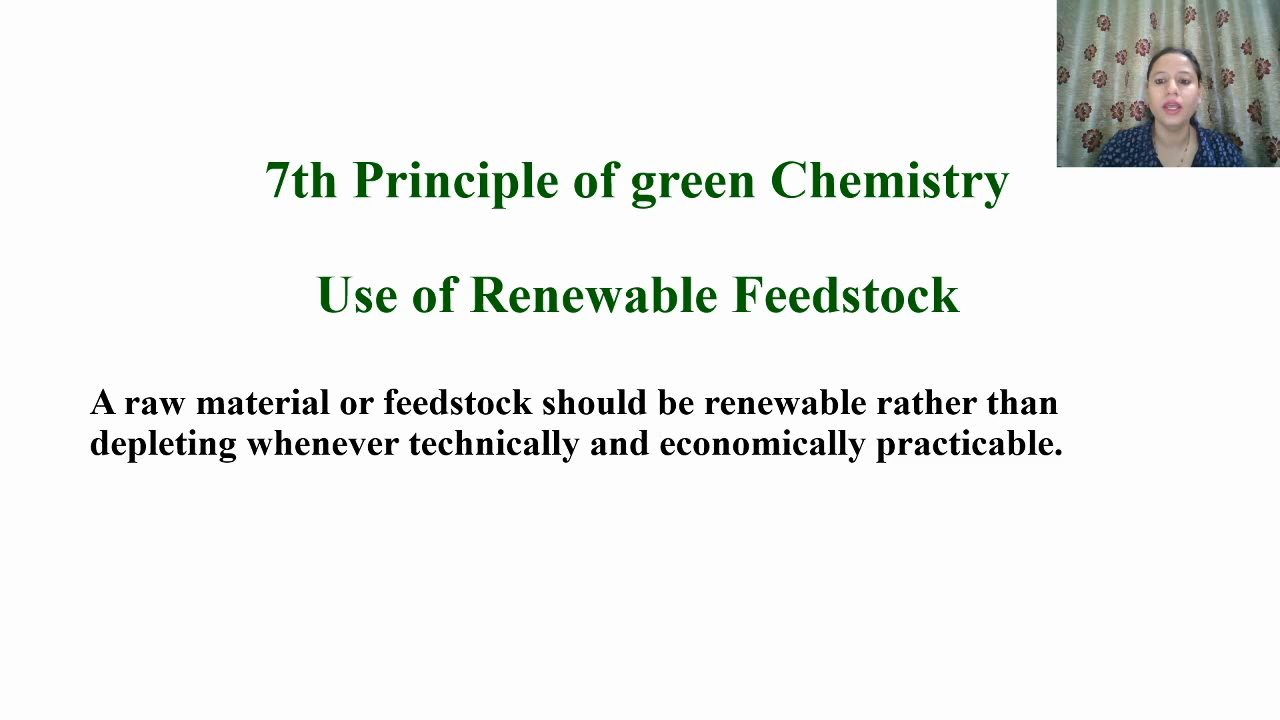 7th Principle of green Chemistry
Use of Renewable Feedstock
A raw material or feedstock should be renewable rather than
depleting whenever technically and economically practicable.